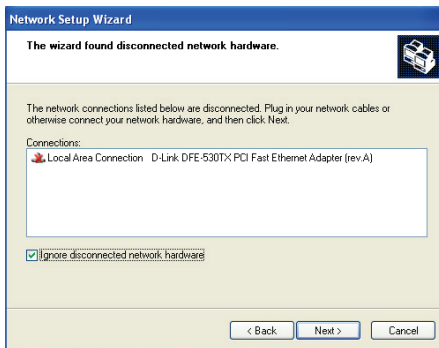 Network Setup Wizard
The wizard found disconnected network hardware.
The network connections listed below are disconnected. Plug in your network cables or
otherwise connect your network hardware, and then click Next.
Connections:
Local Area Connection D-Link DFE-530TX PCI Fast Ethernet Adapter (rev.A)
Ignore disconnected network hardware
< Back Next > Cancel